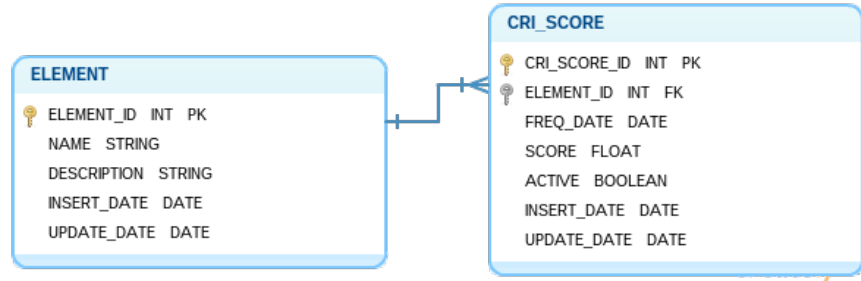 ELEMENT
ELEMENT_ID INT PK
NAME STRING
DESCRIPTION STRING
INSERT_DATE DATE
UPDATE_DATE DATE
CRI_SCORE
CRI_SCORE_ID INT PK
ELEMENT_ID INT FK
FREQ_DATE DATE
SCORE FLOAT
ACTIVE BOOLEAN
INSERT_DATE DATE
UPDATE_DATE DATE